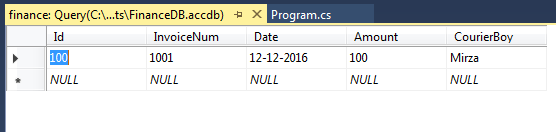 finance: Query(C:\...ts\FinanceDB.accdb) Program.cs
Id InvoiceNum Date Amount CourierBoy
100 1001 12-12-2016 100 Mirza
NULL NULL NULL NULL NULL